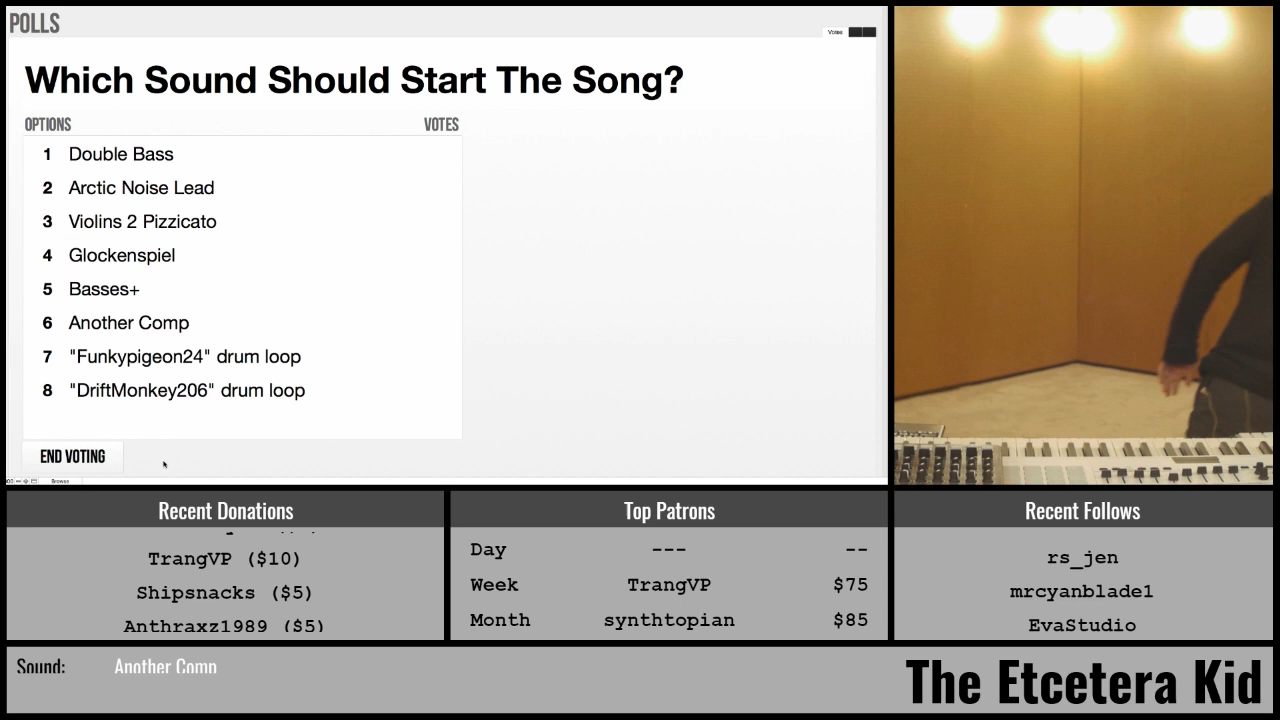 POLLS
Votes
Which Sound Should Start The Song?
OPTIONS VOTES
1 Double Bass
2 Arctic Noise Lead
3 Violins 2 Pizzicato
4 Glockenspiel
5 Basses+
6 Another Comp
7 "Funkypigeon24" drum loop
8 "DriftMonkey206" drum loop
END VOTING
Browse
Recent Donations
TrangVP ($10)
Shipsnacks ($5)
Anthraxz1989 ($5)
Top Patrons
Day --- --
Week TrangVP $75
Month synthtopian $85
Recent Follows
rs_jen
mrcyanblade1
EvaStudio
Sound: Another Comp
The Etcetera Kid